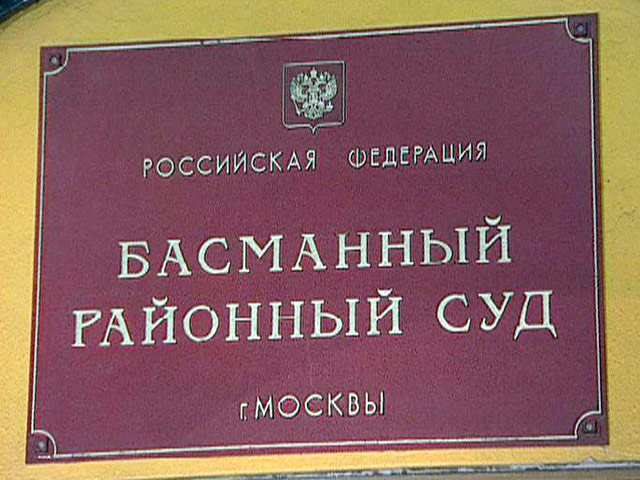 РОССИЙСКАЯ ФЕДЕРАЦИЯ
БАСМАННЫЙ
РАЙОННЫЙ СУД
г. МОСКВЫ